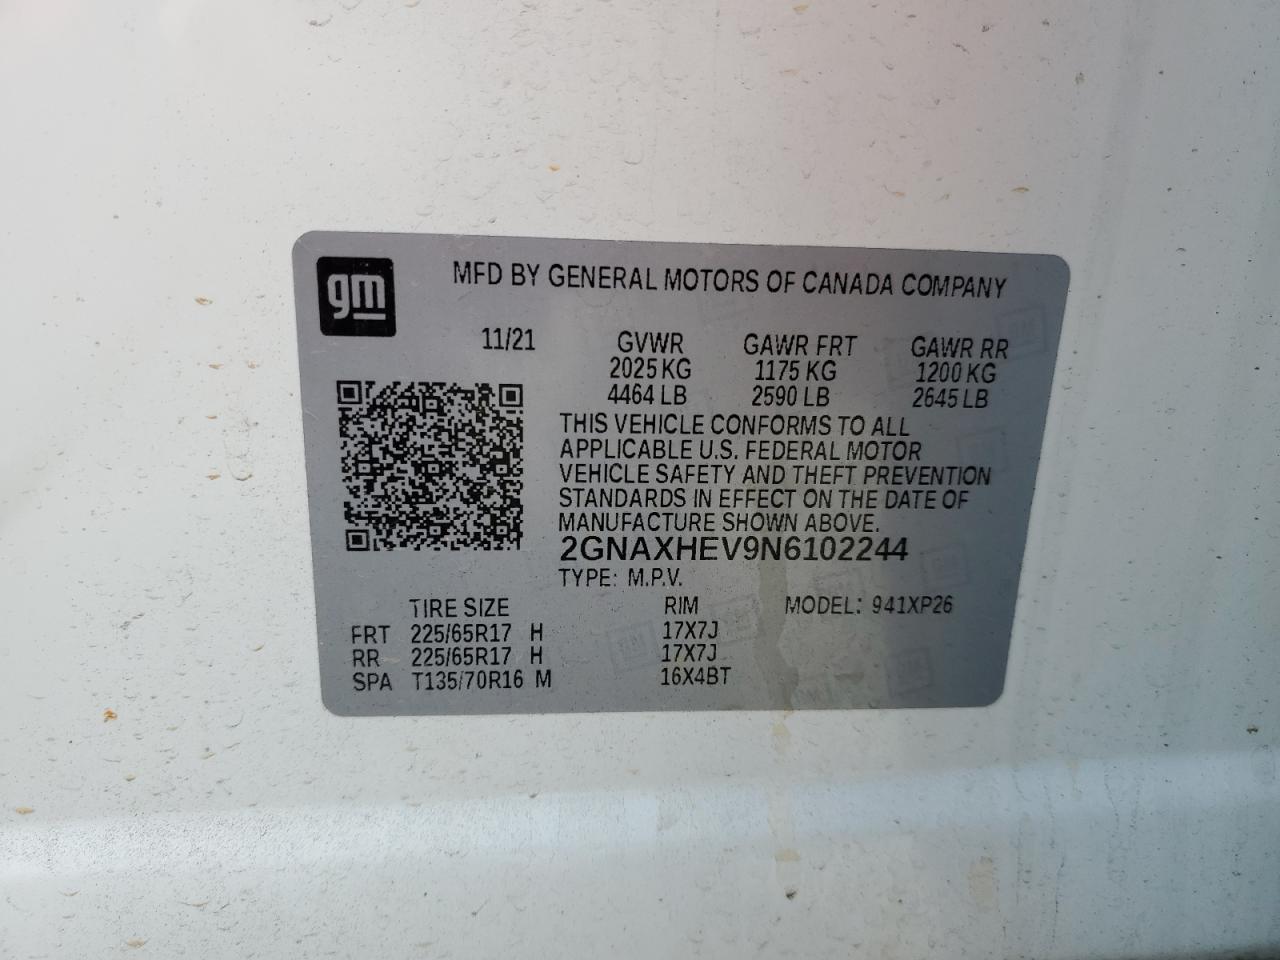 gm
MFD BY GENERAL MOTORS OF CANADA COMPANY
11/21 GVWR GAWR FRT GAWR RR
2025 KG 1175 KG 1200 KG
4464 LB 2590 LB 2645 LB
THIS VEHICLE CONFORMS TO ALL
APPLICABLE U.S. FEDERAL MOTOR
VEHICLE SAFETY AND THEFT PREVENTION
STANDARDS IN EFFECT ON THE DATE OF
MANUFACTURE SHOWN ABOVE.
2GNAXHEV9N6102244
TYPE: M.P.V.
TIRE SIZE RIM MODEL: 941XP26
FRT 225/65R17 H 17X7J
RR 225/65R17 H 17X7J
SPA T135/70R16 M 16X4BT